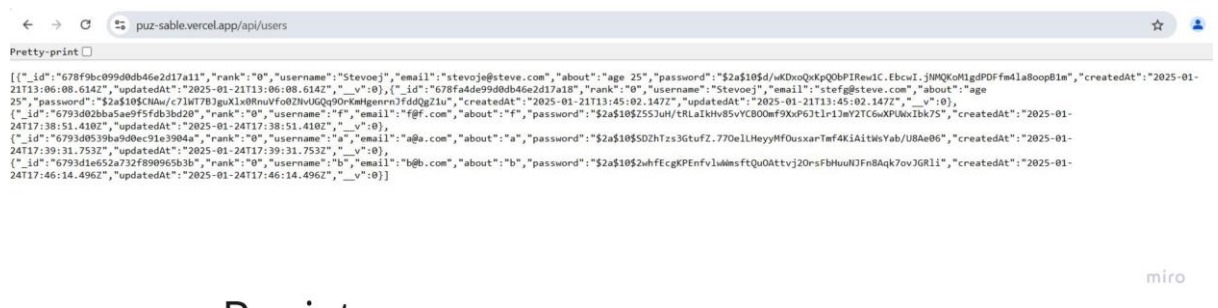 puz-sable.vercel.app/api/users
Pretty-print
[{"_id":"678f9bc099d0db46e2d17a11","rank":"0","username":"Stevoej","email":"stevoje@steve.com","about":"age 25","password":"$2a$10$d/wKDxoQxKpQObPIRew1C.EbcwI.jNMQKoM1gdPDFfm4la8oopB1m","createdAt":"2025-01-
21T13:06:08.614Z","updatedAt":"2025-01-21T13:06:08.614Z","__v":0},{"_id":"678fa4de99d0db46e2d17a18","rank":"0","username":"Stevoej","email":"stefg@steve.com","about":"age
25","password":"$2a$10$CNAw/c7lWT7BJguXlx0RnuVfo0ZNvUGQq9OrKmHgenrnJfddQgZ1u","createdAt":"2025-01-21T13:45:02.147Z","updatedAt":"2025-01-21T13:45:02.147Z","__v":0},
{"_id":"6793d02bba5ae9f5fdb3bd20","rank":"0","username":"f","email":"f@f.com","about":"f","password":"$2a$10$Z5SJuH/tRLaIkHv85vYCBOOmf9XxP6Jtlr1JmY2TC6wXPUWxIbk7S","createdAt":"2025-01-
24T17:38:51.410Z","updatedAt":"2025-01-24T17:38:51.410Z","__v":0},
{"_id":"6793d0539ba9d0ec91e3904a","rank":"0","username":"a","email":"a@a.com","about":"a","password":"$2a$10$SDZhTzs3GtufZ.77OelLHeyyMfOusxarTmf4KiAitWsYab/U8Ae06","createdAt":"2025-01-
24T17:39:31.753Z","updatedAt":"2025-01-24T17:39:31.753Z","__v":0},
{"_id":"6793d1e652a732f890965b3b","rank":"0","username":"b","email":"b@b.com","about":"b","password":"$2a$10$2whfEcgKPEnfvlwWmsftQuOAttvj2OrsFbHuuNJFn8Aqk7ovJGRli","createdAt":"2025-01-
24T17:46:14.496Z","updatedAt":"2025-01-24T17:46:14.496Z","__v":0}]
miro